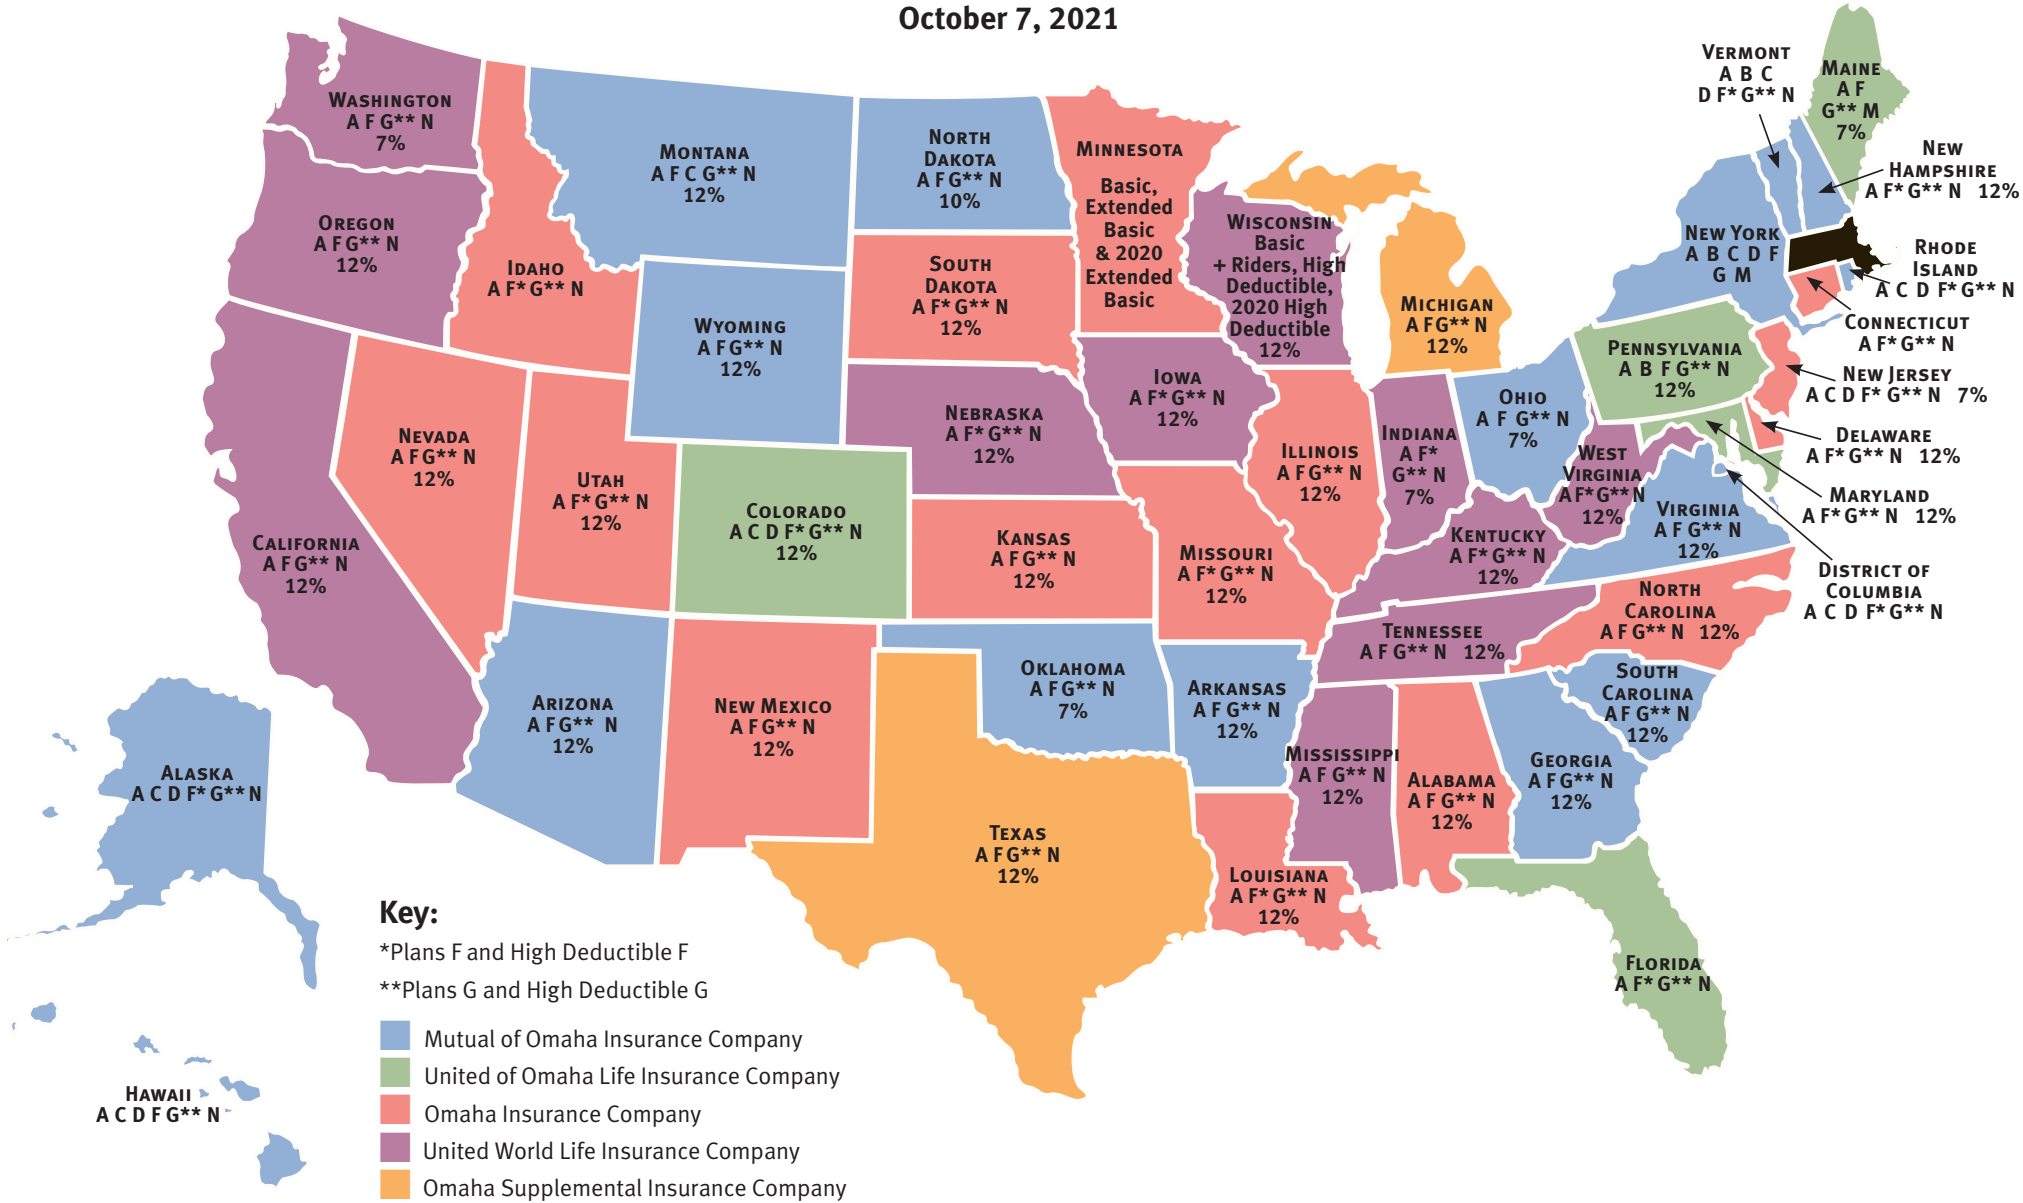 October 7, 2021
WASHINGTON
A F G** N
7%
OREGON
A F G** N
12%
CALIFORNIA
A F G** N
12%
IDAHO
A F* G** N
NEVADA
A F G** N
12%
UTAH
A F* G** N
12%
ARIZONA
A F G** N
12%
MONTANA
A F C G** N
12%
WYOMING
A F G** N
12%
COLORADO
A C D F* G** N
12%
NEW MEXICO
A F G** N
12%
NORTH
DAKOTA
A F G** N
10%
SOUTH
DAKOTA
A F* G** N
12%
NEBRASKA
A F* G** N
12%
KANSAS
A F G** N
12%
OKLAHOMA
A F G** N
7%
TEXAS
A F G** N
12%
MINNESOTA
Basic,
Extended
Basic
& 2020
Extended
Basic
IOWA
A F* G** N
12%
MISSOURI
A F* G** N
12%
ARKANSAS
A F G** N
12%
LOUISIANA
A F* G** N
12%
WISCONSIN
Basic
+ Riders, High
Deductible,
2020 High
Deductible
12%
ILLINOIS
A F G** N
12%
MICHIGAN
A F G** N
12%
INDIANA
A F*
G** N
7%
OHIO
A F G** N
7%
KENTUCKY
A F* G** N
12%
TENNESSEE
A F G** N 12%
MISSISSIPPI
A F G** N
12%
ALABAMA
A F G** N
12%
GEORGIA
A F G** N
12%
FLORIDA
A F* G** N
SOUTH
CAROLINA
A F G** N
12%
NORTH
CAROLINA
A F G** N 12%
VIRGINIA
A F G** N
12%
WEST
VIRGINIA
A F* G** N
12%
PENNSYLVANIA
A B F G** N
12%
NEW YORK
A B C D F
G M
VERMONT
A B C
D F* G** N
MAINE
A F
G** M
7%
NEW
HAMPSHIRE
A F* G** N 12%
RHODE
ISLAND
A C D F* G** N
CONNECTICUT
A F* G** N
NEW JERSEY
A C D F* G** N 7%
DELAWARE
A F* G** N 12%
MARYLAND
A F* G** N 12%
DISTRICT OF
COLUMBIA
A C D F* G** N
ALASKA
A C D F* G** N
HAWAII
A C D F G** N
Key:
*Plans F and High Deductible F
**Plans G and High Deductible G
Mutual of Omaha Insurance Company
United of Omaha Life Insurance Company
Omaha Insurance Company
United World Life Insurance Company
Omaha Supplemental Insurance Company